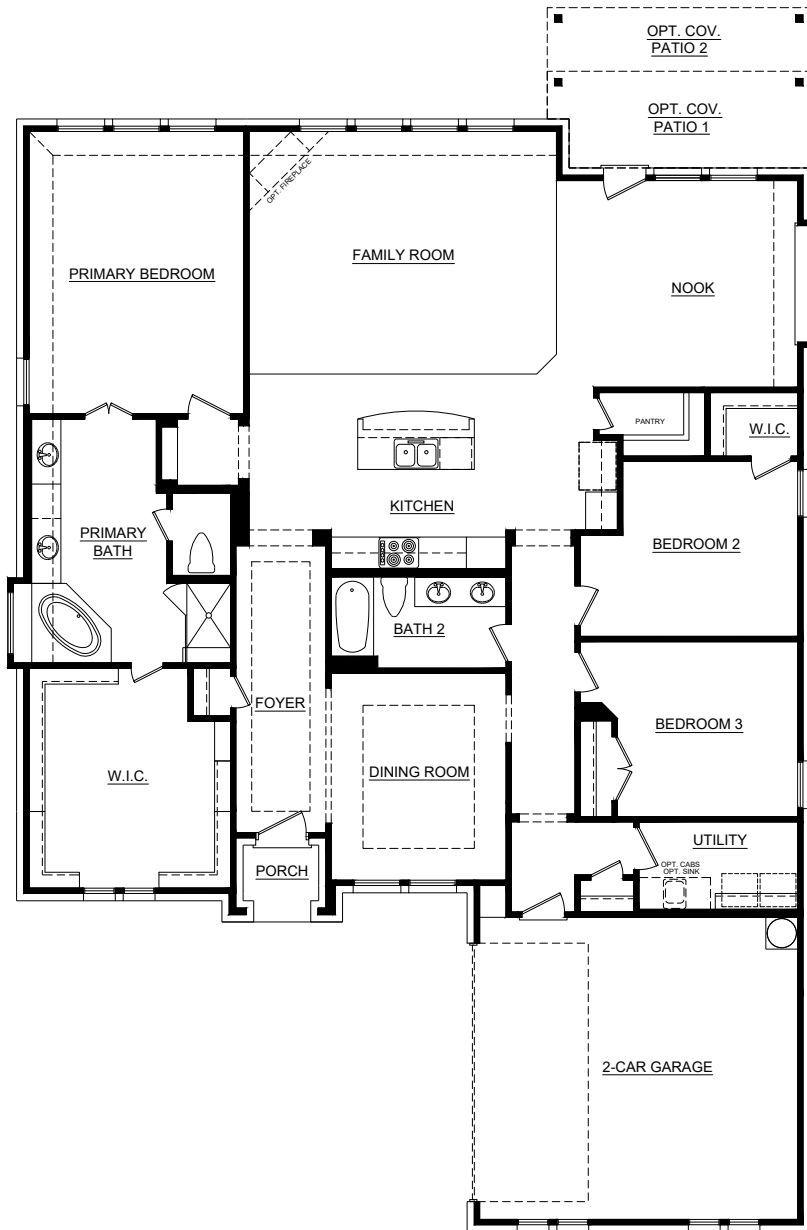 OPT. COV.
PATIO 2
OPT. COV.
PATIO 1
OPT. FIREPLACE
FAMILY ROOM
PRIMARY BEDROOM
NOOK
PANTRY
W.I.C.
KITCHEN
PRIMARY
BATH
BEDROOM 2
BATH 2
FOYER
BEDROOM 3
DINING ROOM
W.I.C.
UTILITY
OPT. CABS
OPT. SINK
PORCH
2-CAR GARAGE